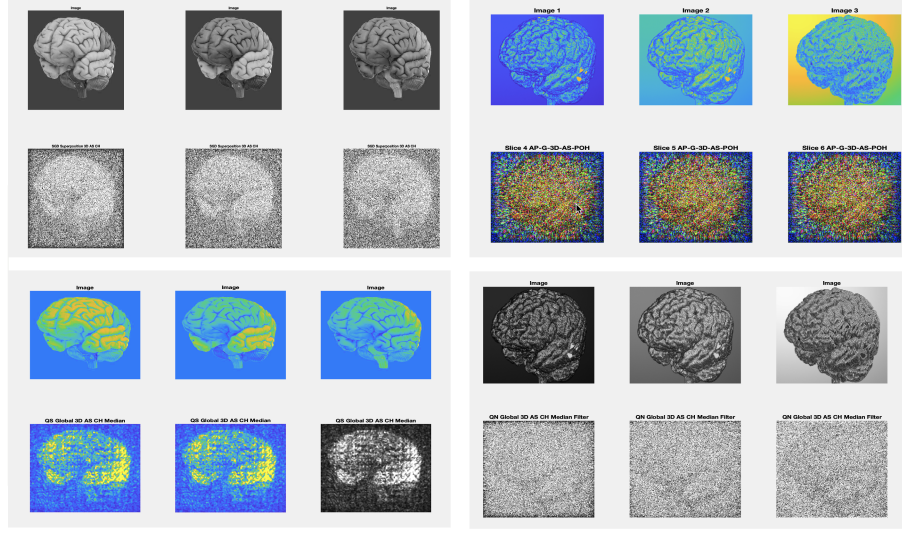 Image
Image
Image
SGD Superposition 3D AS CH
SGD Superposition 3D AS CH
SGD Superposition 3D AS CH
Image 1
Image 2
Image 3
Slice 4 AP-G-3D-AS-POH
Slice 5 AP-G-3D-AS-POH
Slice 6 AP-G-3D-AS-POH
Image
Image
Image
QS Global 3D AS CH Median
QS Global 3D AS CH Median
QS Global 3D AS CH Median
Image
Image
Image
QN Global 3D AS CH Median Filter
QN Global 3D AS CH Median Filter
QN Global 3D AS CH Median Filter